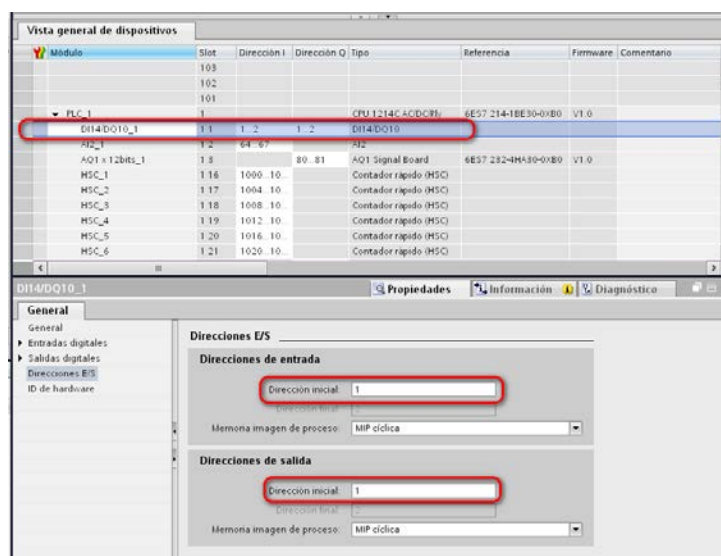 Vista general de dispositivos
Módulo Slot Dirección I Dirección Q Tipo Referencia Firmware Comentario
103
102
101
PLC_1 1 CPU 1214C AC/DC/Rly 6ES7 214-1BE30-0XB0 V1.0
DI14/DO10_1 1 1 1...2 1...2 DI14/DO10
AI2_1 1 2 64...67 AI2
AO1 x 12bits_1 1 3 80...81 AO1 Signal Board 6ES7 232-4HA30-0XB0 V1.0
HSC_1 1 16 1000...10... Contador rápido (HSC)
HSC_2 1 17 1004...10... Contador rápido (HSC)
HSC_3 1 18 1008...10... Contador rápido (HSC)
HSC_4 1 19 1012...10... Contador rápido (HSC)
HSC_5 1 20 1016...10... Contador rápido (HSC)
HSC_6 1 21 1020...10... Contador rápido (HSC)
DI14/DO10_1 Propiedades Información Diagnóstico
General
General
Entradas digitales
Salidas digitales
Direcciones E/S
ID de hardware
Direcciones E/S
Direcciones de entrada
Dirección inicial: 1
Dirección final: 2
Memoria imagen de proceso: MIP cíclica
Direcciones de salida
Dirección inicial: 1
Dirección final: 2
Memoria imagen de proceso: MIP cíclica